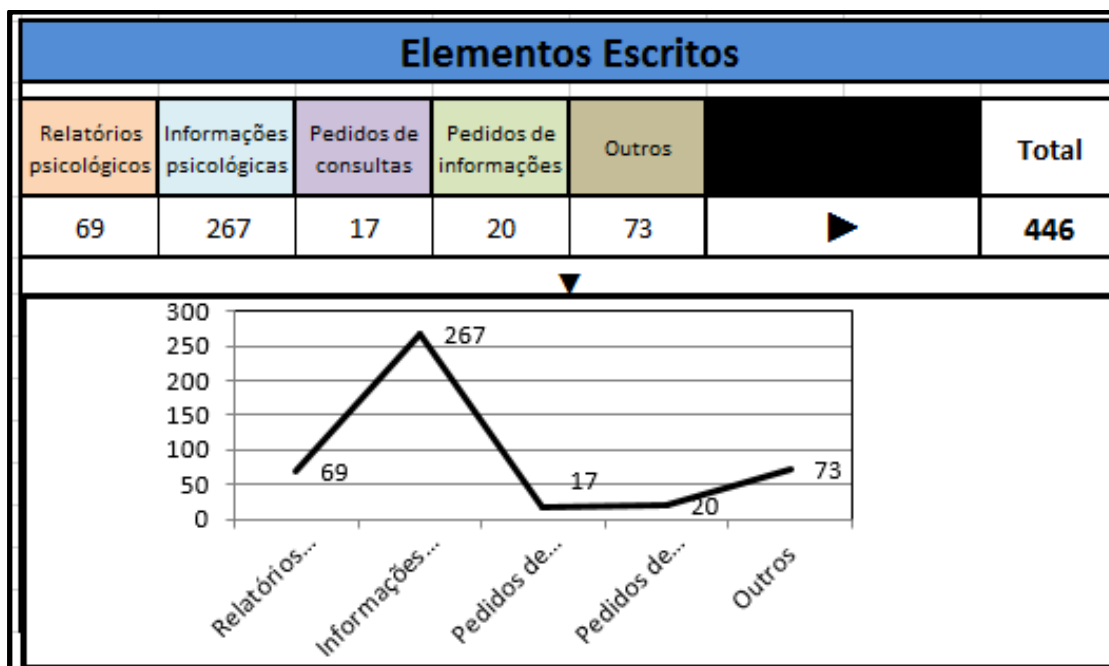 Elementos Escritos
Relatórios psicológicos
Informações psicológicas
Pedidos de consultas
Pedidos de informações
Outros
Total
69 267 17 20 73 ► 446
▼
300
250
200
150
100
50
0
69
267
17
20
73
Relatórios...
Informações...
Pedidos de...
Pedidos de...
Outros